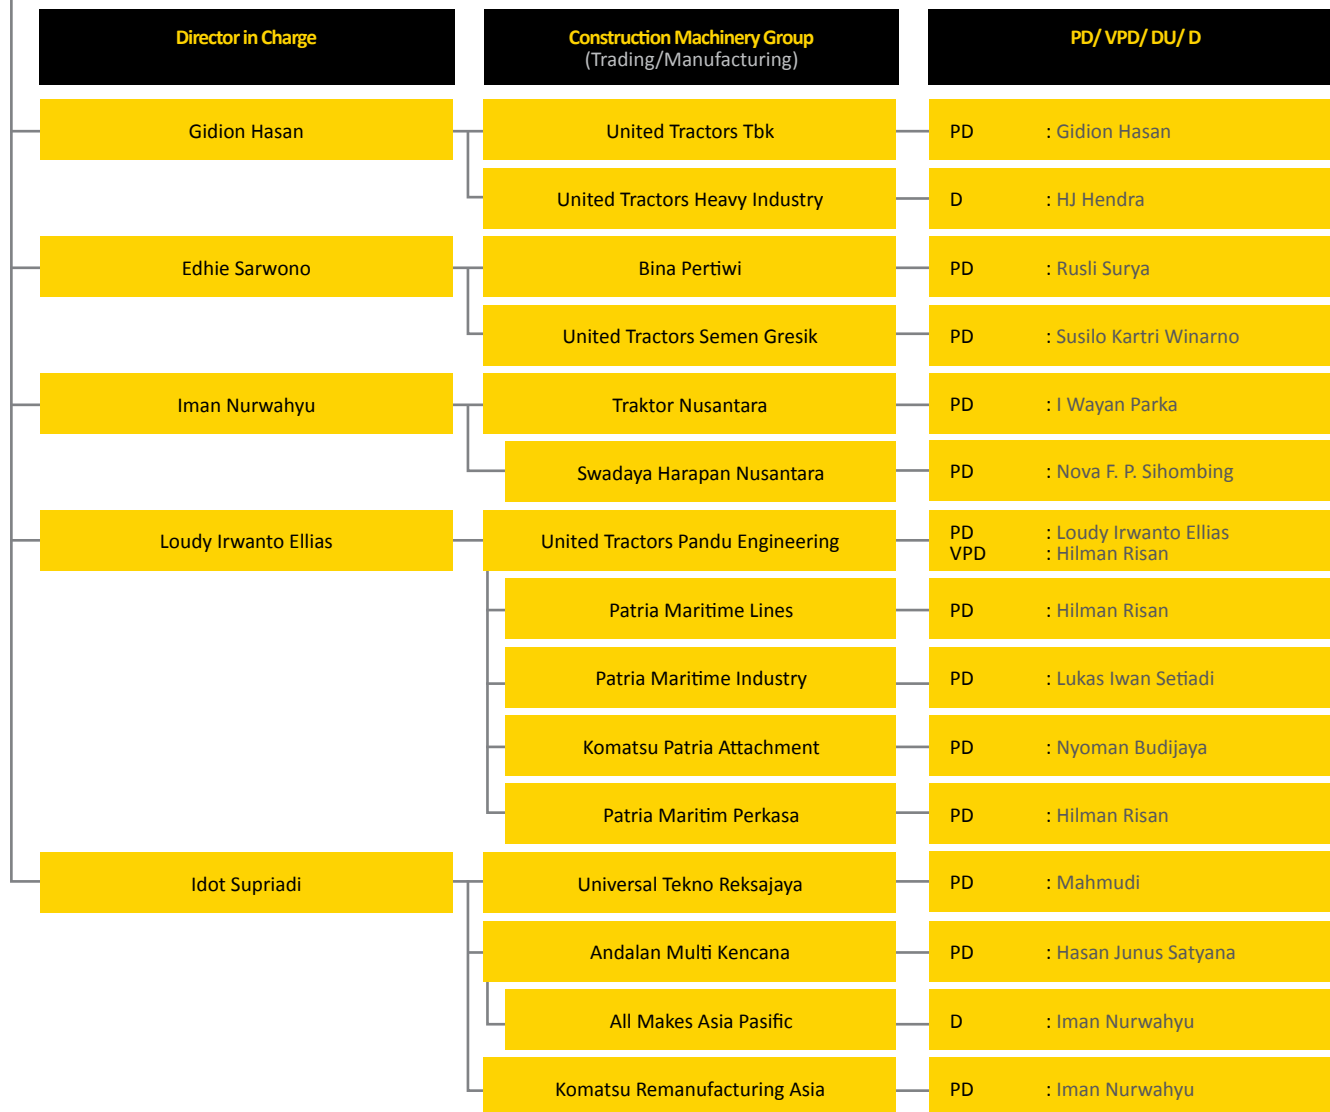 Director in Charge
Construction Machinery Group
(Trading/Manufacturing)
PD/ VPD/ DU/ D
Gidion Hasan
United Tractors Tbk
PD : Gidion Hasan
United Tractors Heavy Industry
D : HJ Hendra
Edhie Sarwono
Bina Pertiwi
PD : Rusli Surya
United Tractors Semen Gresik
PD : Susilo Kartri Winarno
Iman Nurwahyu
Traktor Nusantara
PD : I Wayan Parka
Swadaya Harapan Nusantara
PD : Nova F. P. Sihombing
Loudy Irwanto Ellias
United Tractors Pandu Engineering
PD : Loudy Irwanto Ellias
VPD : Hilman Risan
Patria Maritime Lines
PD : Hilman Risan
Patria Maritime Industry
PD : Lukas Iwan Setiadi
Komatsu Patria Attachment
PD : Nyoman Budijaya
Patria Maritim Perkasa
PD : Hilman Risan
Idot Supriadi
Universal Tekno Reksajaya
PD : Mahmudi
Andalan Multi Kencana
PD : Hasan Junus Satyana
All Makes Asia Pasific
D : Iman Nurwahyu
Komatsu Remanufacturing Asia
PD : Iman Nurwahyu